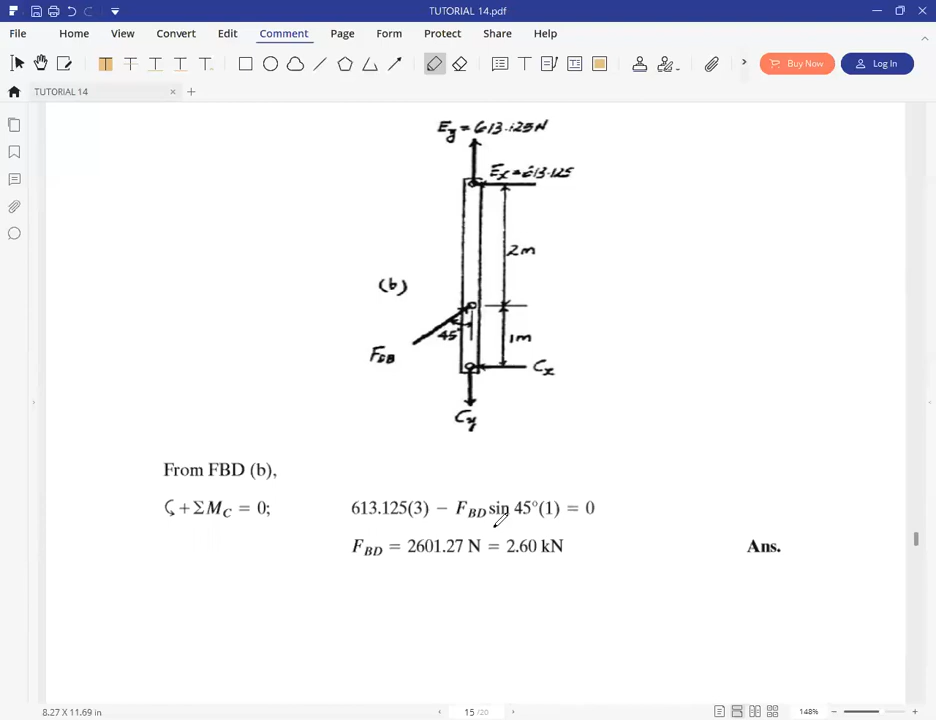 TUTORIAL 14.pdf
File Home View Convert Edit Comment Page Form Protect Share Help
Buy Now Log In
TUTORIAL 14
Ey = 613.125N
Ex = 613.125
2m
(b)
45°
1m
FDB
Cx
Cy
From FBD (b),
↺+ΣMC = 0; 613.125(3) − FBD sin 45°(1) = 0
FBD = 2601.27 N = 2.60 kN Ans.
8.27 X 11.69 in 15 /20 148%